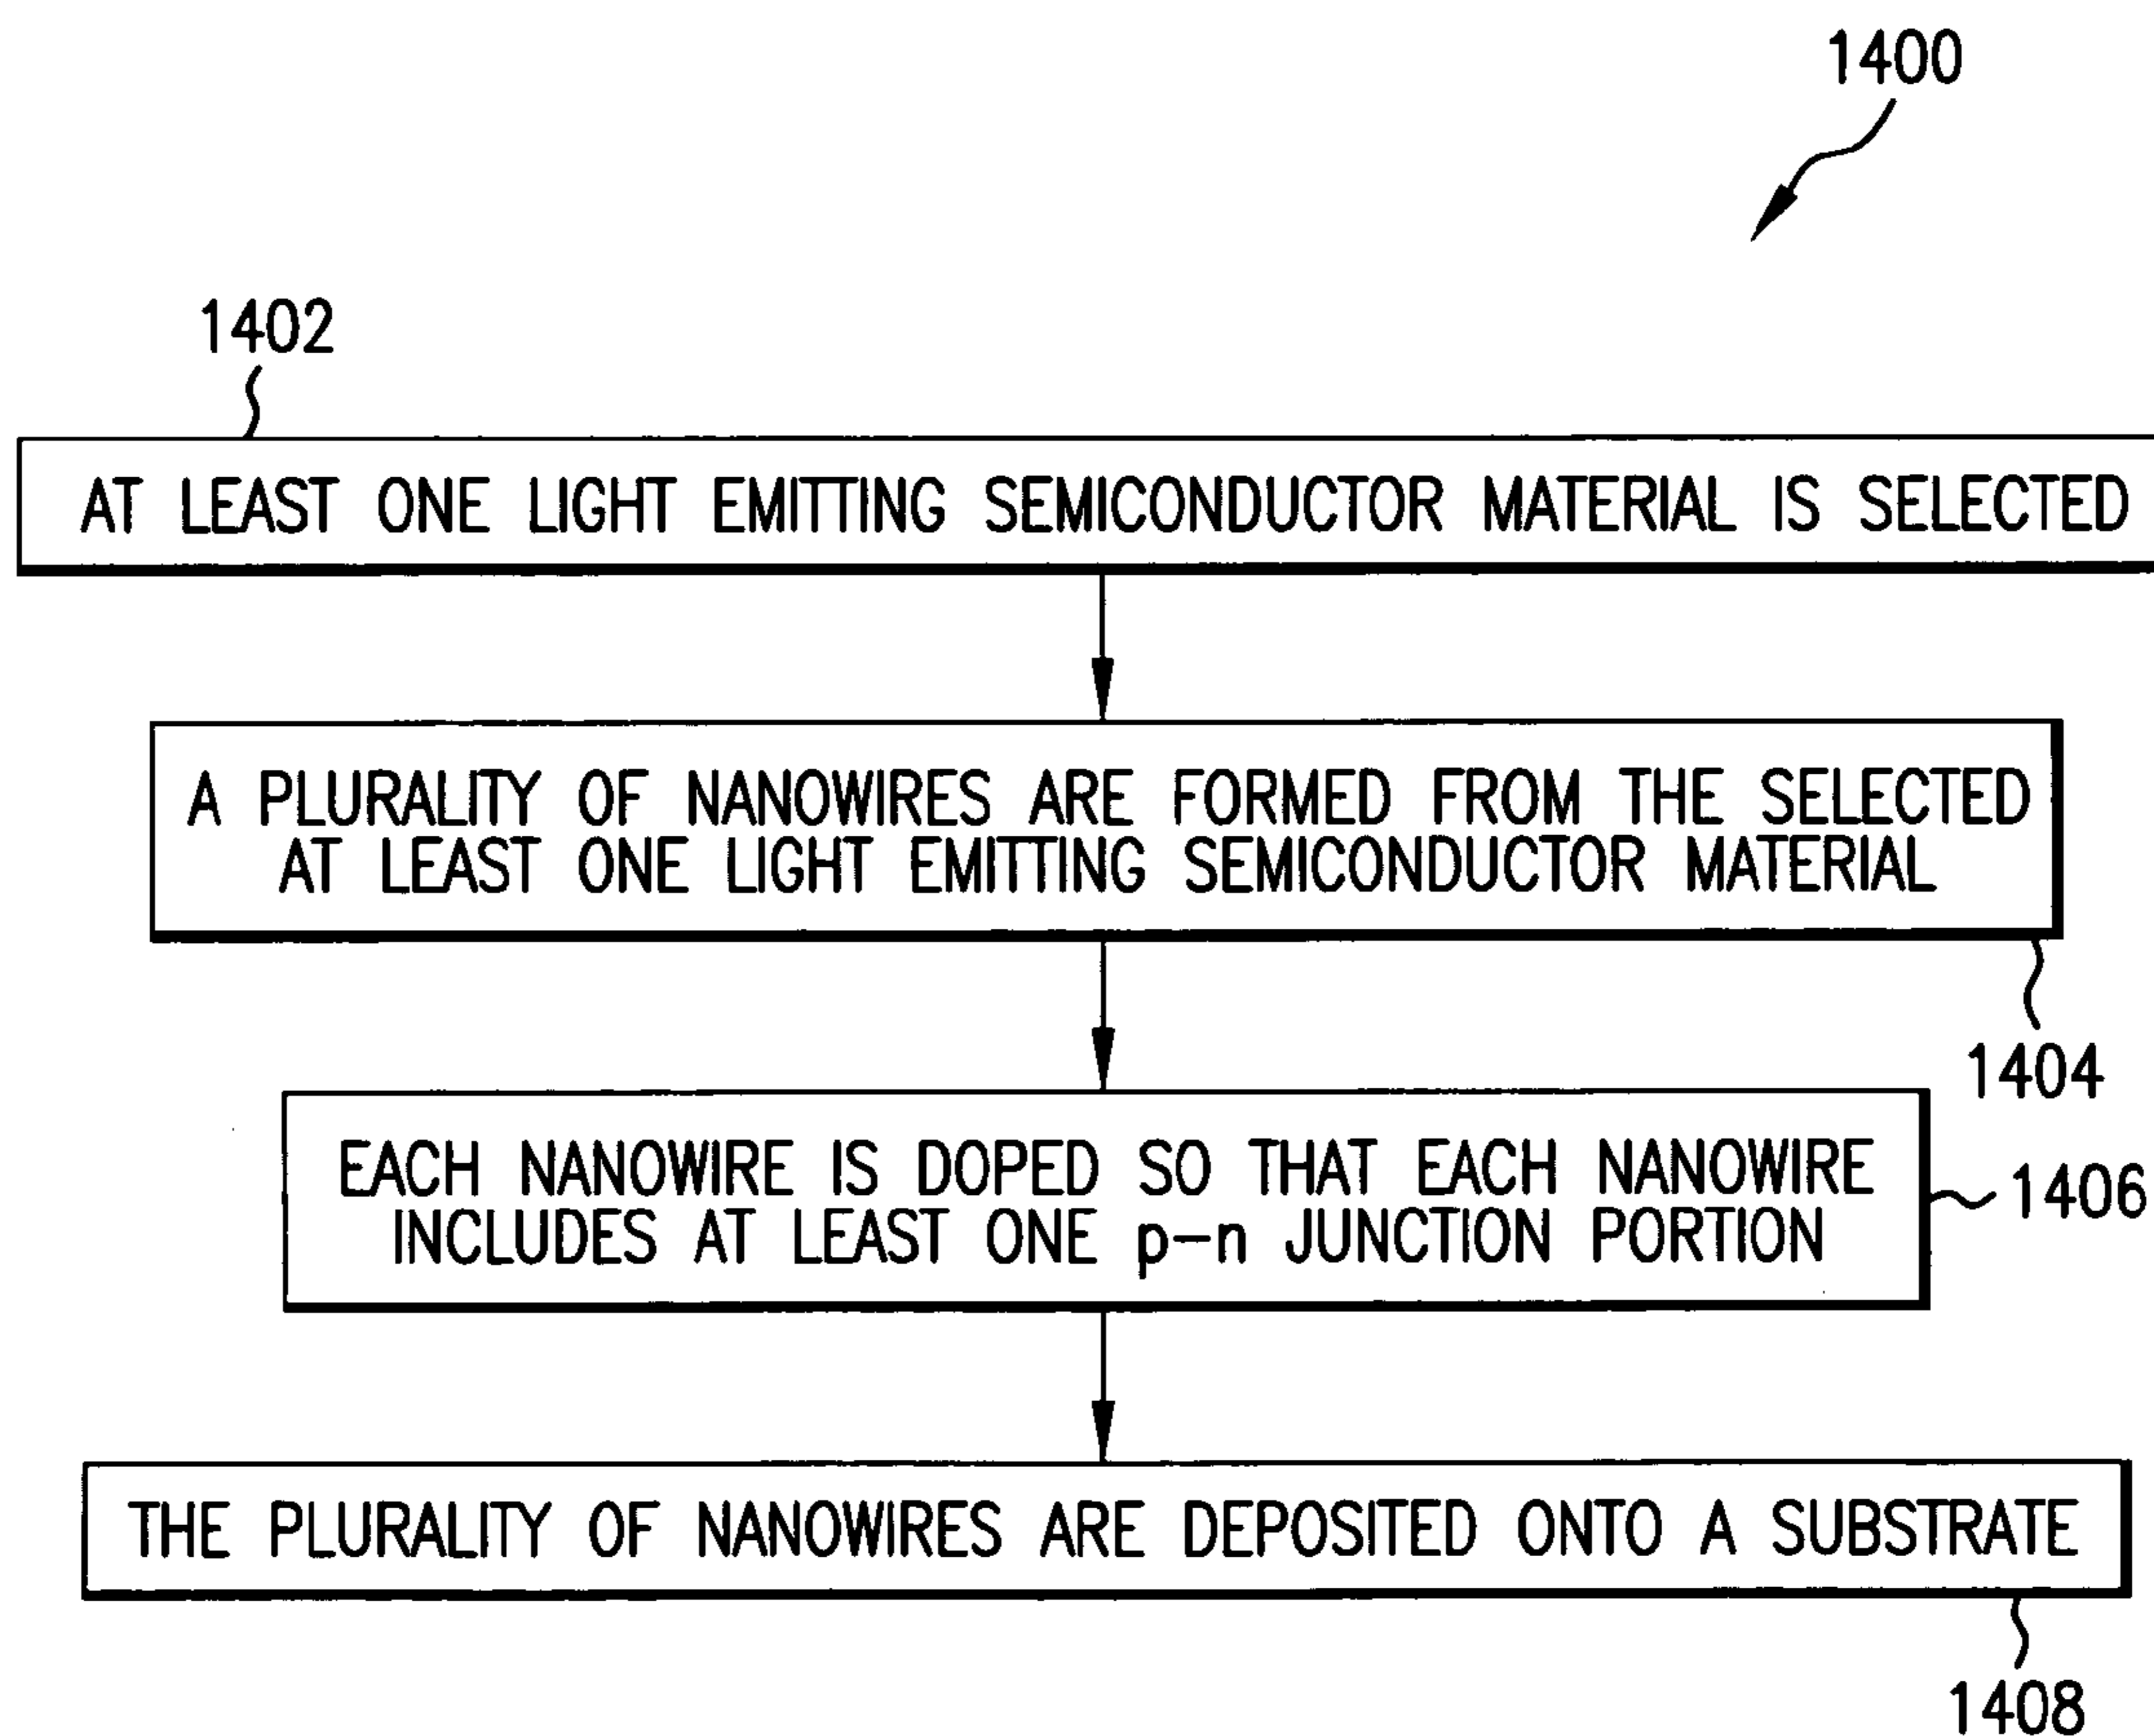 1400
1402
AT LEAST ONE LIGHT EMITTING SEMICONDUCTOR MATERIAL IS SELECTED
A PLURALITY OF NANOWIRES ARE FORMED FROM THE SELECTED
AT LEAST ONE LIGHT EMITTING SEMICONDUCTOR MATERIAL
1404
EACH NANOWIRE IS DOPED SO THAT EACH NANOWIRE
INCLUDES AT LEAST ONE p-n JUNCTION PORTION
1406
THE PLURALITY OF NANOWIRES ARE DEPOSITED ONTO A SUBSTRATE
1408